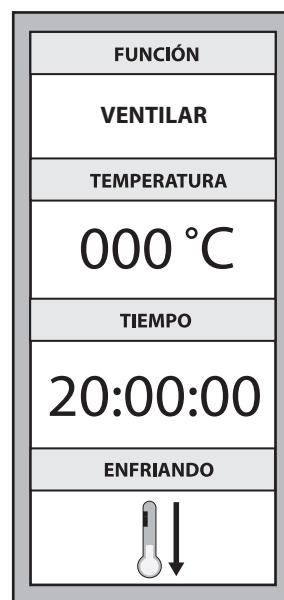 FUNCIÓN
VENTILAR
TEMPERATURA
000 °C
TIEMPO
20:00:00
ENFRIANDO